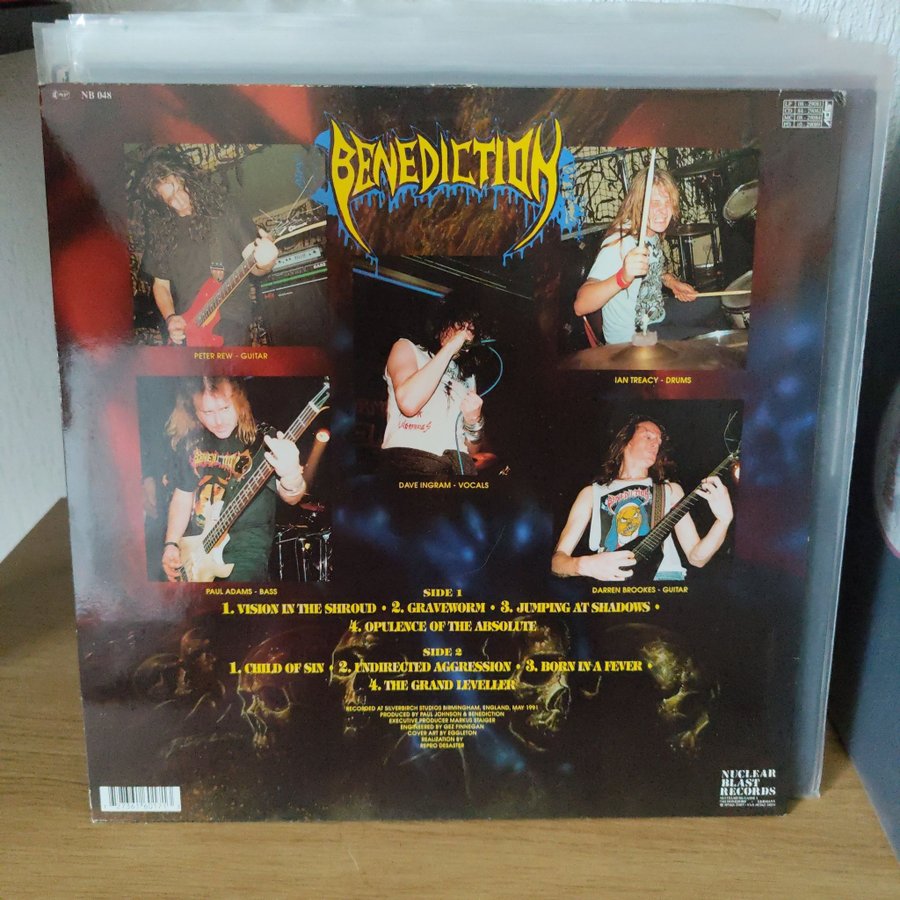 NB 048
BENEDICTION
PETER REW - GUITAR
IAN TREACY - DRUMS
DAVE INGRAM - VOCALS
BENEDICTION
BENEDICTION
PAUL ADAMS - BASS
DARREN BROOKES - GUITAR
SIDE 1
1. VISION IN THE SHROUD • 2. GRAVEWORM • 3. JUMPING AT SHADOWS •
4. OPULENCE OF THE ABSOLUTE
SIDE 2
1. CHILD OF SIN • 2. UNDIRECTED AGGRESSION • 3. BORN IN A FEVER •
4. THE GRAND LEVELLER
RECORDED AT SILVERBIRCH STUDIOS BIRMINGHAM, ENGLAND, MAY 1991
PRODUCED BY PAUL JOHNSON & BENEDICTION
EXECUTIVE PRODUCER MARKUS STAIGER
ENGINEERED BY GEZ FINNEGAN
COVER ART BY EGGLETON
REALIZATION BY
REPRO DESASTER
NUCLEAR
BLAST
RECORDS